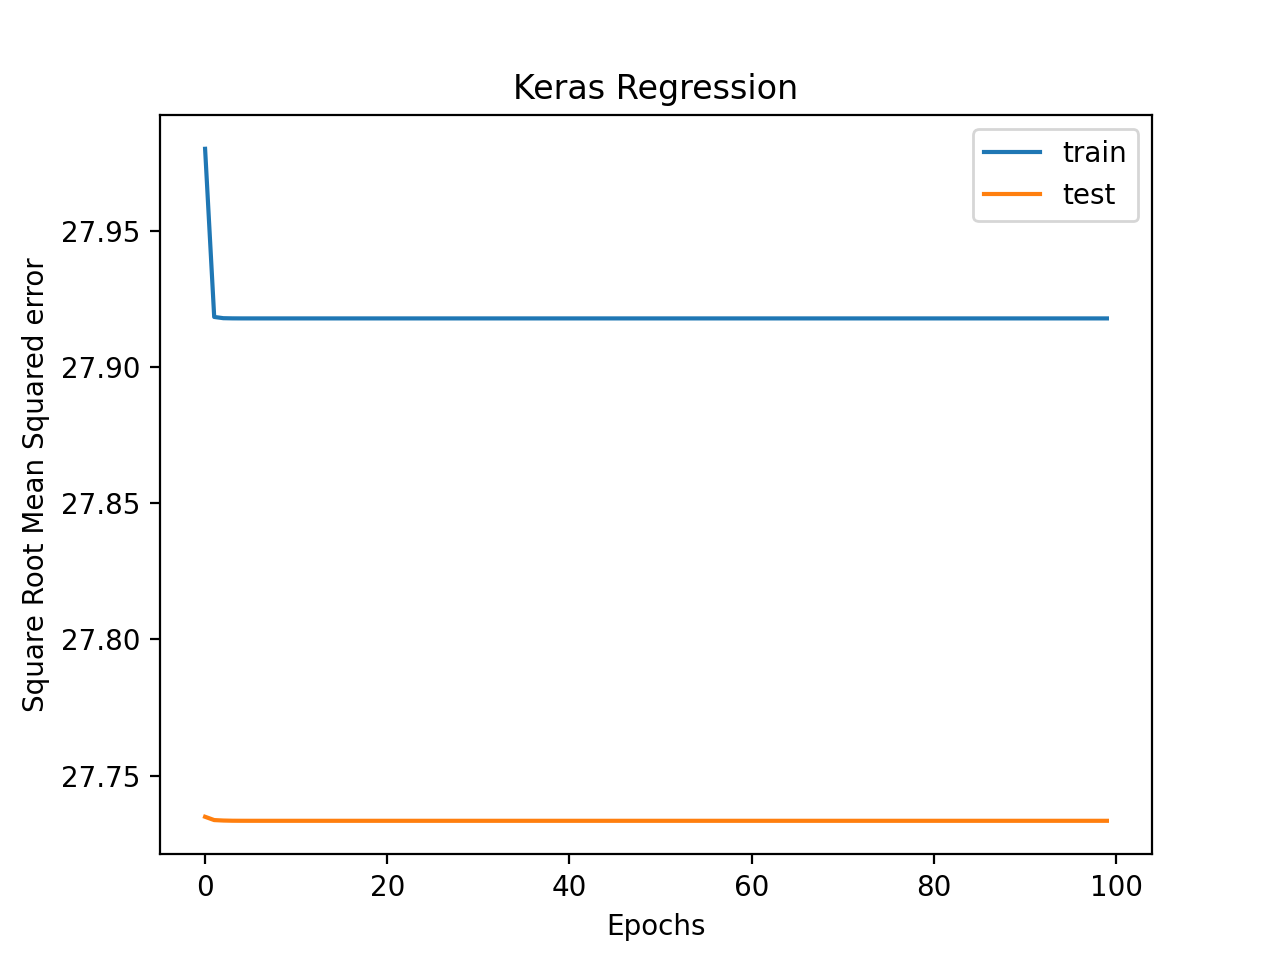 Keras Regression
train
test
27.95
27.90
27.85
27.80
27.75
Square Root Mean Squared error
0 20 40 60 80 100
Epochs